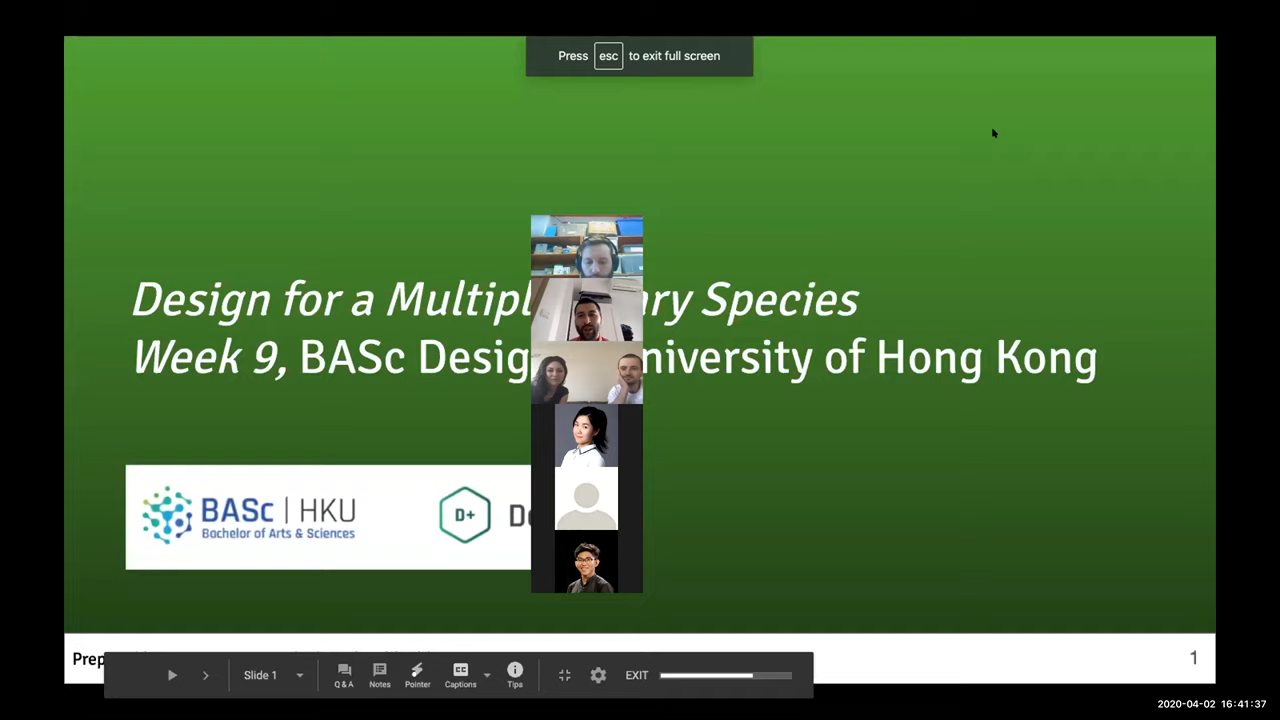 Press esc to exit full screen
Design for a Multipl ry Species
Week 9, BASc Desig niversity of Hong Kong
BASc | HKU
Bachelor of Arts & Sciences
D+
Prep
1
Slide 1
Q & A
Notes
Pointer
Captions
Tips
EXIT
2020-04-02 16:41:37